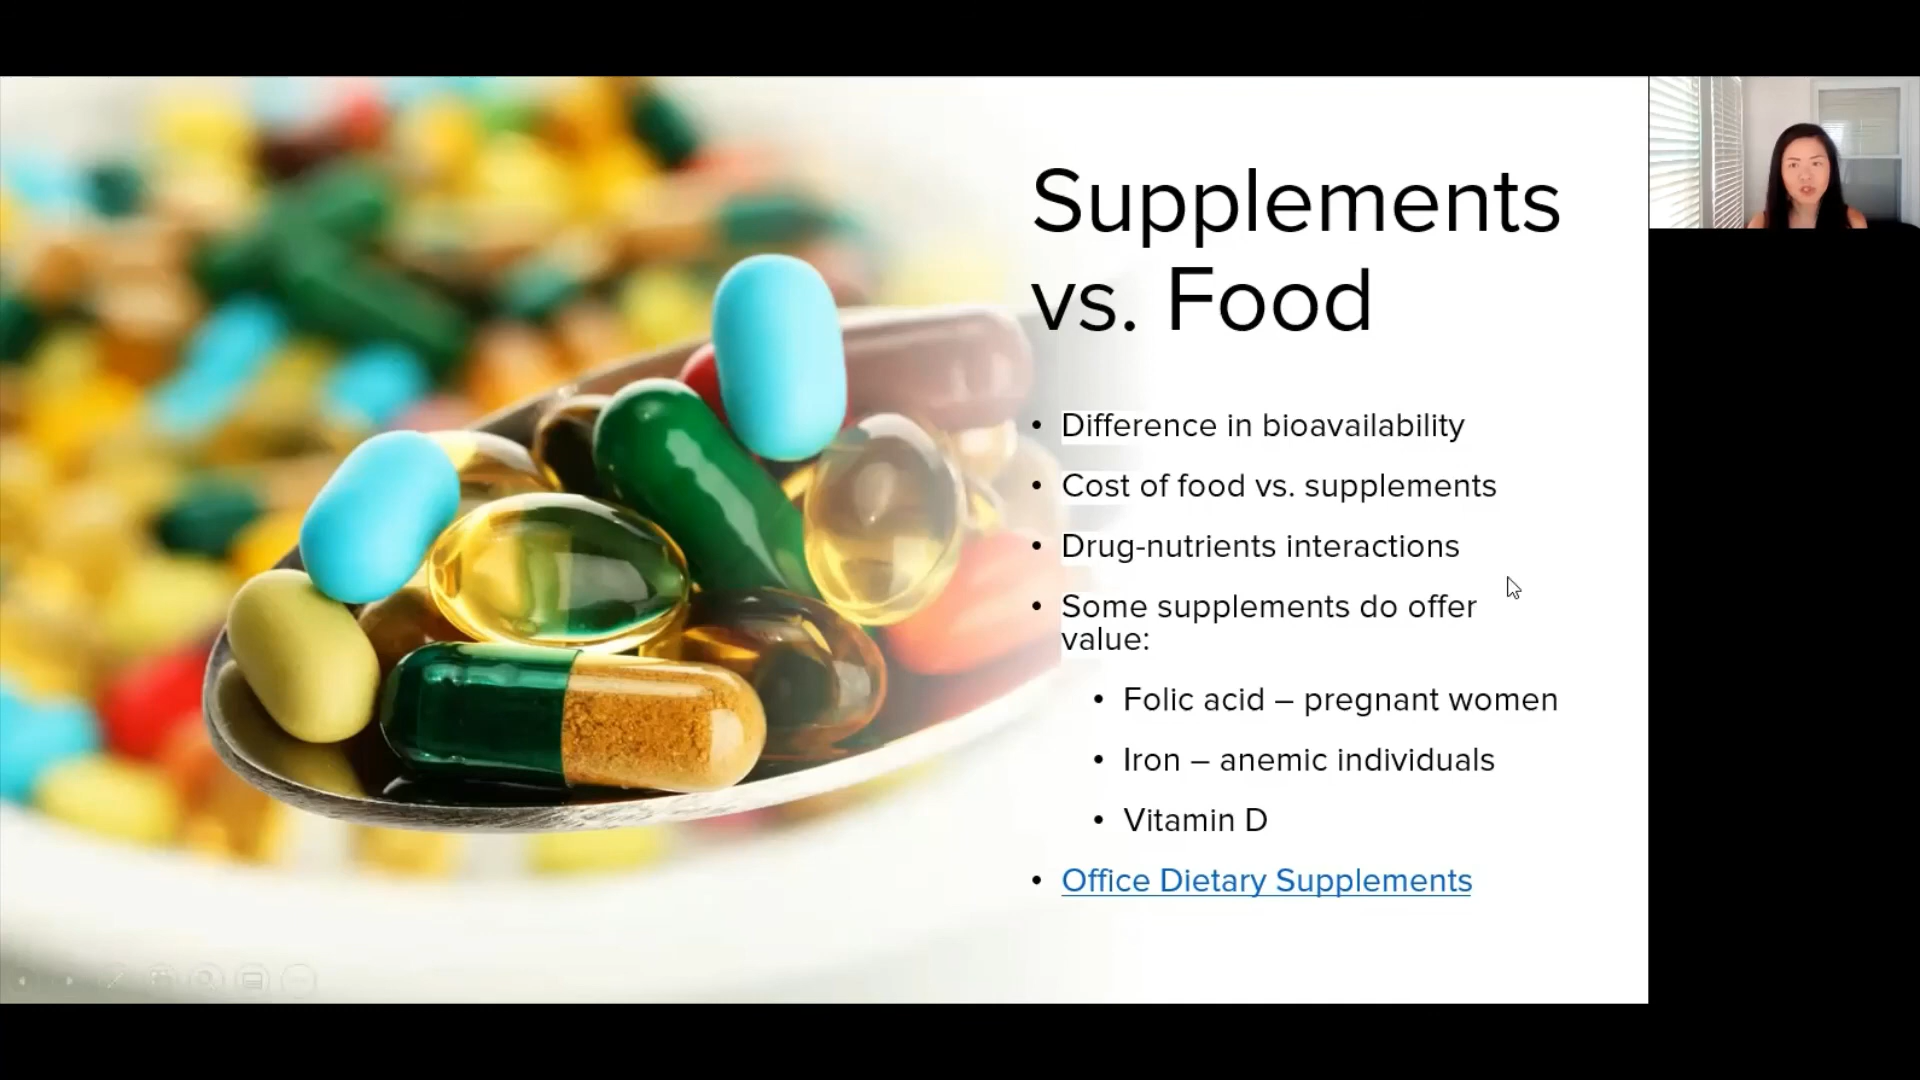 Supplements
vs. Food
• Difference in bioavailability
• Cost of food vs. supplements
• Drug-nutrients interactions
• Some supplements do offer
value:
• Folic acid – pregnant women
• Iron – anemic individuals
• Vitamin D
• Office Dietary Supplements